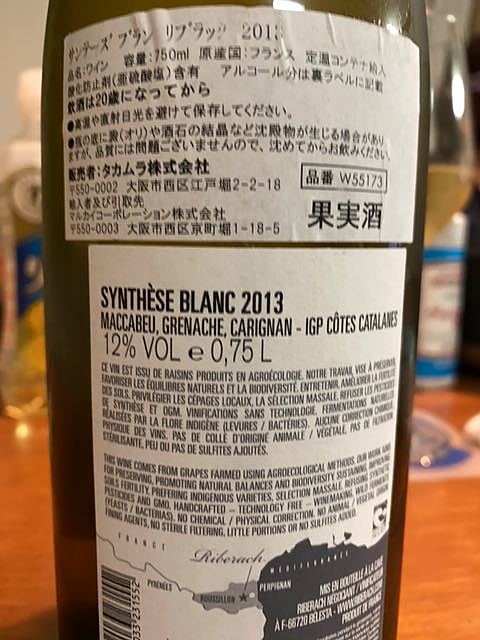 サンテーズ ブラン リブラック 2013
品名:ワイン 容量:750ml 原産国:フランス 定温コンテナ輸入
酸化防止剤(亜硫酸塩)含有 アルコール分は裏ラベルに記載
飲酒は20歳になってから
●高温や直射日光を避けて保存してください。
●瓶の底に澱(オリ)や酒石の結晶など沈殿物が生じる場合があり
ますが、品質には問題ございませんので、沈めてからお飲みください。
販売者:タカムラ株式会社
〒550-0002 大阪市西区江戸堀2-2-18
品番 W55173
輸入者及び引取先
マルカイコーポレーション株式会社
〒550-0003 大阪市西区京町堀1-18-5
果実酒
SYNTHÈSE BLANC 2013
MACCABEU, GRENACHE, CARIGNAN - IGP CÔTES CATALANES
12% VOL e 0,75 L
CE VIN EST ISSU DE RAISINS PRODUITS EN AGROÉCOLOGIE. NOTRE TRAVAIL VISE À PRÉSERVER,
FAVORISER LES ÉQUILIBRES NATURELS ET LA BIODIVERSITÉ, ENTRETENIR, AMÉLIORER LA FERTILITÉ
DES SOLS, PRIVILÉGIER LES CÉPAGES LOCAUX, LA SÉLECTION MASSALE, REFUSER LES PESTICIDES
DE SYNTHÈSE ET OGM. VINIFICATIONS SANS TECHNOLOGIE, FERMENTATIONS NATURELLES
RÉALISÉES PAR LA FLORE INDIGÈNE (LEVURES / BACTÉRIES). AUCUNE CORRECTION CHIMIQUE,
PHYSIQUE DES VINS, PAS DE COLLE D'ORIGINE ANIMALE / VÉGÉTALE, PAS DE FILTRATION
STÉRILISANTE, PEU OU PAS DE SULFITES AJOUTÉS.
THIS WINE COMES FROM GRAPES FARMED USING AGROECOLOGICAL METHODS. OUR WORK AIMS
FOR PRESERVING, PROMOTING NATURAL BALANCES AND BIODIVERSITY, SUSTAINING, IMPROVING
SOILS FERTILITY, PREFERING INDIGENOUS VARIETIES, SELECTION MASSALE, REFUSING SYNTHETIC
PESTICIDES AND GMO. HANDCRAFTED – TECHNOLOGY FREE – WINEMAKING, WILD FERMENTS
(YEASTS / BACTERIAS), NO CHEMICAL / PHYSICAL CORRECTION, NO ANIMAL / VEGETAL ORIGIN
FINING AGENTS, NO STERILE FILTERING, LITTLE PORTIONS OR NO SULFITES ADDED.
FRANCE
Riberach
MÉDITERRANÉE
PYRÉNÉES
ROUSSILLON
PERPIGNAN
MIS EN BOUTEILLE À LA CAVE
RIBERACH NÉGOCIANT / VINIFICATEUR
À F-66720 BÉLESTA - WWW.RIBERACH.COM
PRODUIT DE FRANCE